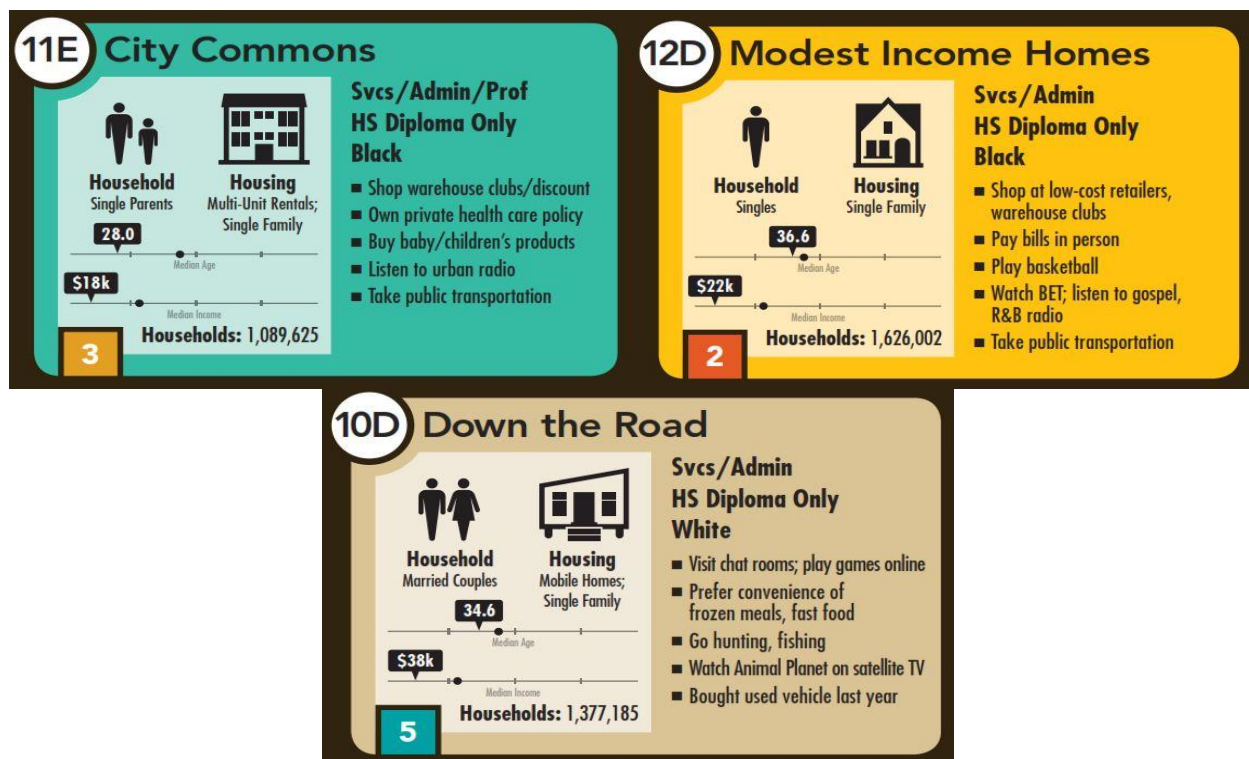 11E City Commons
Household
Single Parents
Housing
Multi-Unit Rentals;
Single Family
28.0
Median Age
$18k
Median Income
Households: 1,089,625
3
Svcs/Admin/Prof
HS Diploma Only
Black
■ Shop warehouse clubs/discount
■ Own private health care policy
■ Buy baby/children's products
■ Listen to urban radio
■ Take public transportation
12D Modest Income Homes
Household
Singles
Housing
Single Family
36.6
Median Age
$22k
Median Income
Households: 1,626,002
2
Svcs/Admin
HS Diploma Only
Black
■ Shop at low-cost retailers,
warehouse clubs
■ Pay bills in person
■ Play basketball
■ Watch BET; listen to gospel,
R&B radio
■ Take public transportation
10D Down the Road
Household
Married Couples
Housing
Mobile Homes;
Single Family
34.6
Median Age
$38k
Median Income
Households: 1,377,185
5
Svcs/Admin
HS Diploma Only
White
■ Visit chat rooms; play games online
■ Prefer convenience of
frozen meals, fast food
■ Go hunting, fishing
■ Watch Animal Planet on satellite TV
■ Bought used vehicle last year